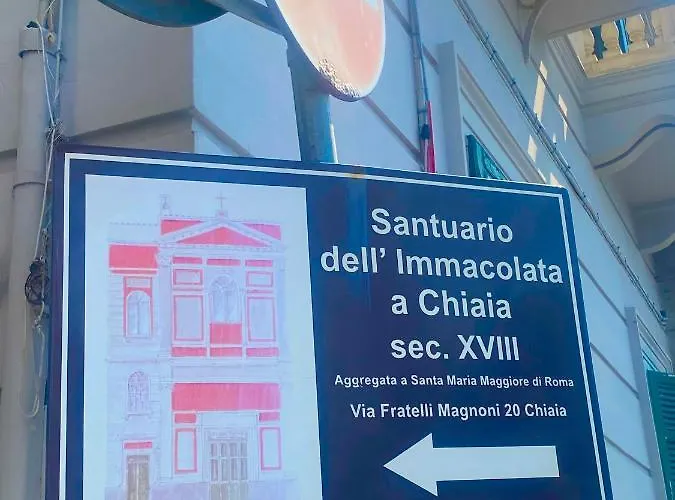 Santuario
dell' Immacolata
a Chiaia
sec. XVIII
Aggregata a Santa Maria Maggiore di Roma
Via Fratelli Magnoni 20 Chiaia